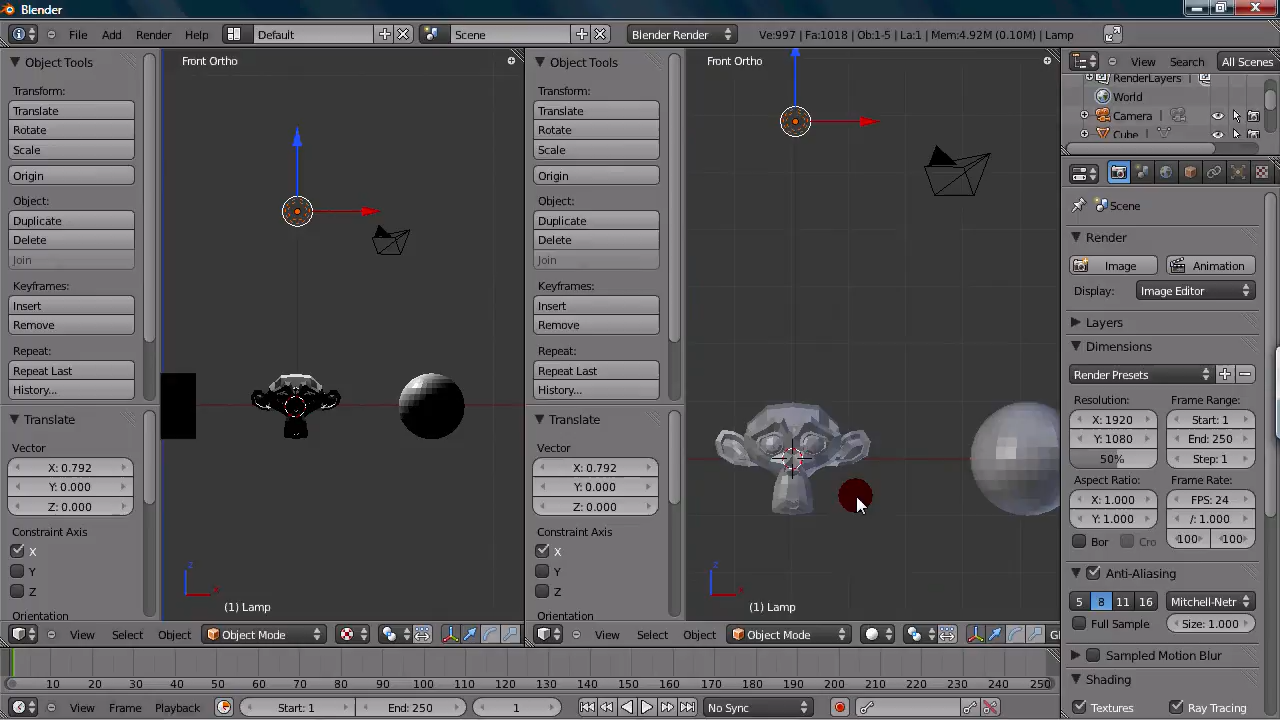 Blender
File Add Render Help Default Scene Blender Render Ve:997 | Fa:1018 | Ob:1-5 | La:1 | Mem:4.92M (0.10M) | Lamp
Object Tools
Transform:
Translate
Rotate
Scale
Origin
Object:
Duplicate
Delete
Join
Keyframes:
Insert
Remove
Repeat:
Repeat Last
History...
Translate
Vector
X: 0.792
Y: 0.000
Z: 0.000
Constraint Axis
X
Y
Z
Orientation
Front Ortho
(1) Lamp
View Select Object Object Mode
Object Tools
Transform:
Translate
Rotate
Scale
Origin
Object:
Duplicate
Delete
Join
Keyframes:
Insert
Remove
Repeat:
Repeat Last
History...
Translate
Vector
X: 0.792
Y: 0.000
Z: 0.000
Constraint Axis
X
Y
Z
Orientation
Front Ortho
(1) Lamp
View Select Object Object Mode
View Search All Scenes
RenderLayers
World
Camera
Cube
Scene
Render
Image Animation
Display: Image Editor
Layers
Dimensions
Render Presets
Resolution: Frame Range:
X: 1920 Start: 1
Y: 1080 End: 250
50% Step: 1
Aspect Ratio: Frame Rate:
X: 1.000 FPS: 24
Y: 1.000 /: 1.000
Bor Cro 100 100
Anti-Aliasing
5 8 11 16 Mitchell-Netr
Full Sample Size: 1.000
Sampled Motion Blur
Shading
Textures Ray Tracing
10 20 30 40 50 60 70 80 90 100 110 120 130 140 150 160 170 180 190 200 210 220 230 240 250
View Frame Playback Start: 1 End: 250 1 No Sync